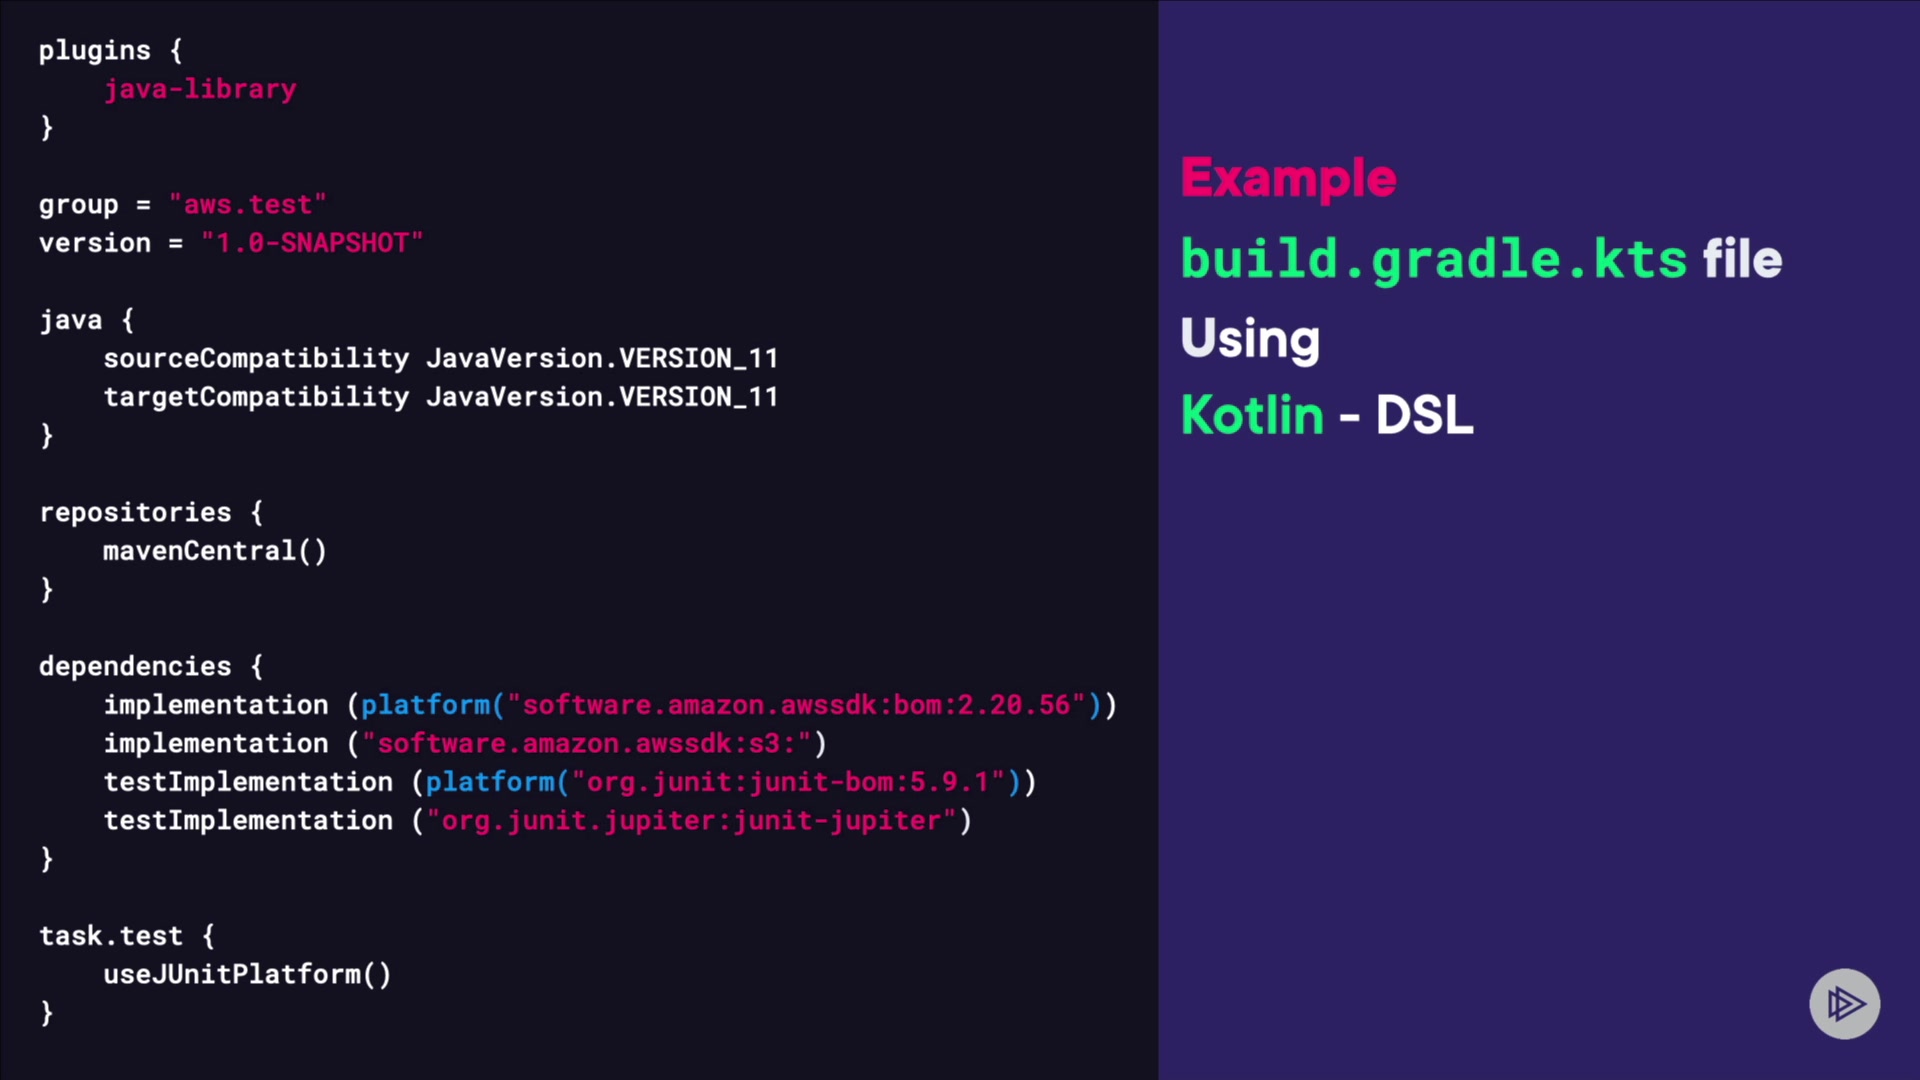 plugins {
    java-library
}
group = "aws.test"
version = "1.0-SNAPSHOT"
java {
    sourceCompatibility JavaVersion.VERSION_11
    targetCompatibility JavaVersion.VERSION_11
}
repositories {
    mavenCentral()
}
dependencies {
    implementation (platform("software.amazon.awssdk:bom:2.20.56"))
    implementation ("software.amazon.awssdk:s3:")
    testImplementation (platform("org.junit:junit-bom:5.9.1"))
    testImplementation ("org.junit.jupiter:junit-jupiter")
}
task.test {
    useJUnitPlatform()
}
Example
build.gradle.kts file
Using
Kotlin - DSL